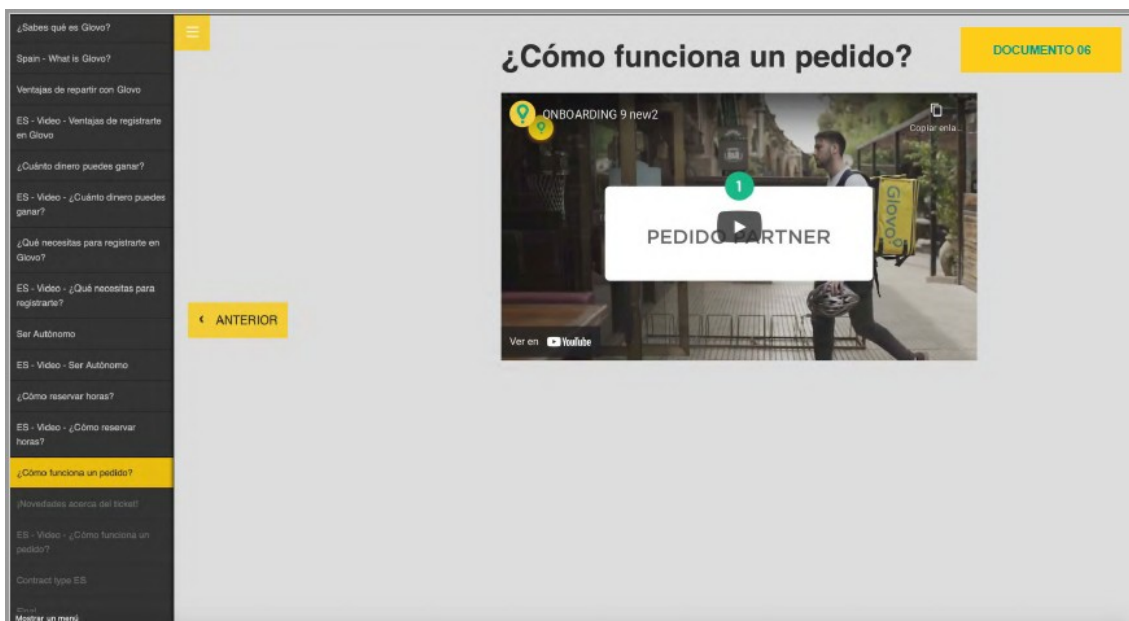 ¿Sabes qué es Glovo?
Spain - What is Glovo?
Ventajas de repartir con Glovo
ES - Video - Ventajas de registrarte
en Glovo
¿Cuánto dinero puedes ganar?
ES - Video - ¿Cuánto dinero puedes
ganar?
¿Qué necesitas para registrarte en
Glovo?
ES - Video - ¿Qué necesitas para
registrarte?
Ser Autónomo
ES - Video - Ser Autónomo
¿Cómo reservar horas?
ES - Video - ¿Cómo reservar
horas?
¿Cómo funciona un pedido?
¡Novedades acerca del ticket!
ES - Video - ¿Cómo funciona un
pedido?
Contract type ES
Final
Mostrar un menú
‹ ANTERIOR
¿Cómo funciona un pedido?
DOCUMENTO 06
ONBOARDING 9 new2
Copiar enla...
1
PEDIDO PARTNER
Glovo
Ver en YouTube